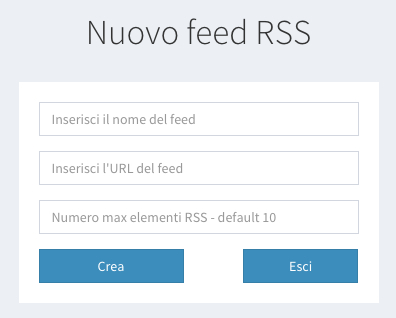 Nuovo feed RSS
Inserisci il nome del feed
Inserisci l'URL del feed
Numero max elementi RSS - default 10
Crea
Esci